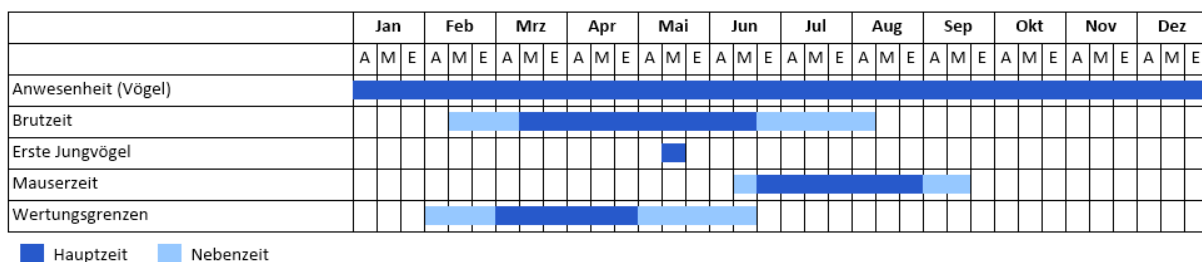 Jan Feb Mrz Apr Mai Jun Jul Aug Sep Okt Nov Dez
A M E A M E A M E A M E A M E A M E A M E A M E A M E A M E A M E A M E
Anwesenheit (Vögel)
Brutzeit
Erste Jungvögel
Mauserzeit
Wertungsgrenzen
Hauptzeit Nebenzeit